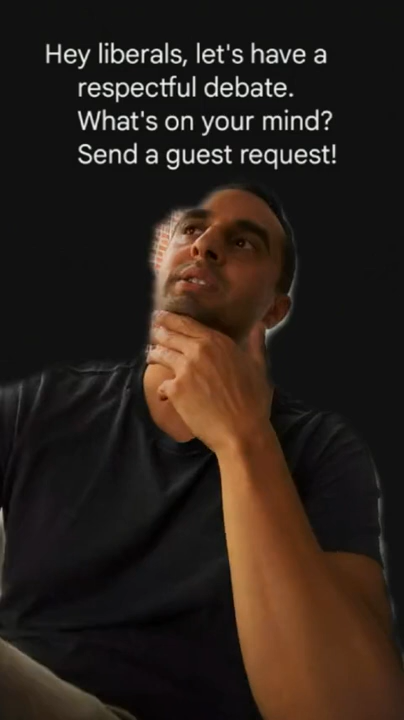 Hey liberals, let's have a
respectful debate.
What's on your mind?
Send a guest request!